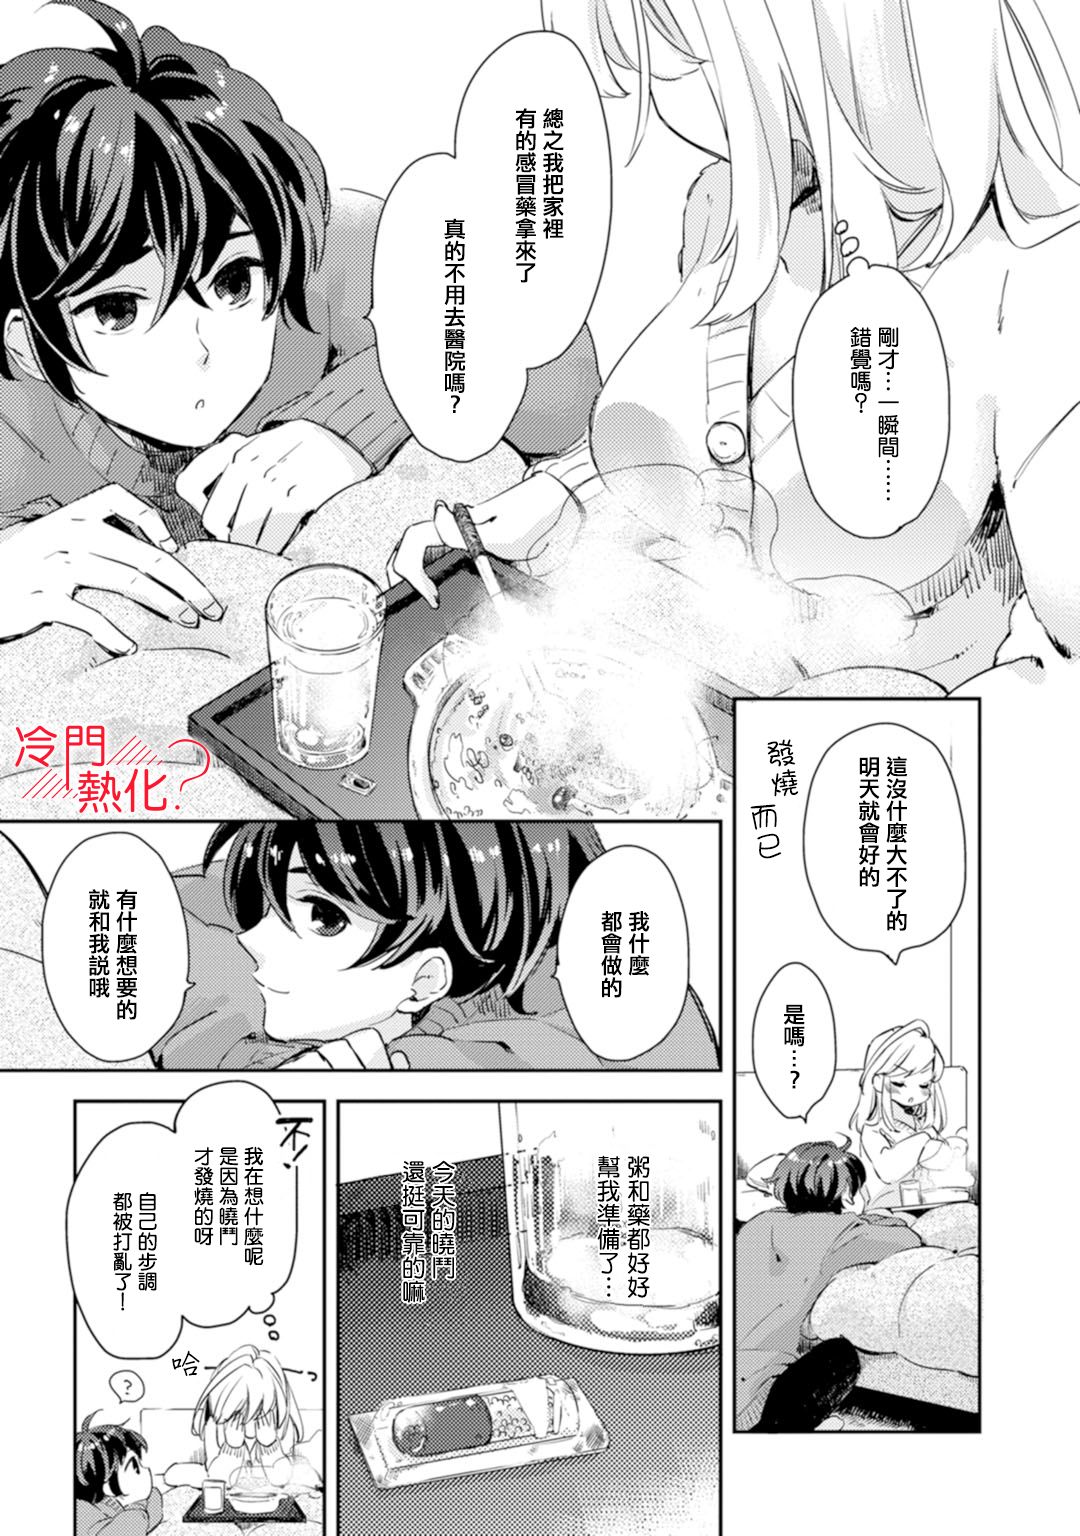 剛才…一瞬間……
錯覺嗎?
總之我把家裡
有的感冒藥拿來了
真的不用去醫院嗎?
冷門
熱化?
這沒什麼大不了的
明天就會好的
發燒
而已
是嗎…?
我什麼
都會做的
有什麼想要的
就和我說哦
粥和藥都好好
幫我準備了…
今天的曉鬥
還挺可靠的嘛
不!
我在想什麼呢
是因為曉鬥
才發燒的呀
自己的步調
都被打亂了!
哈
?